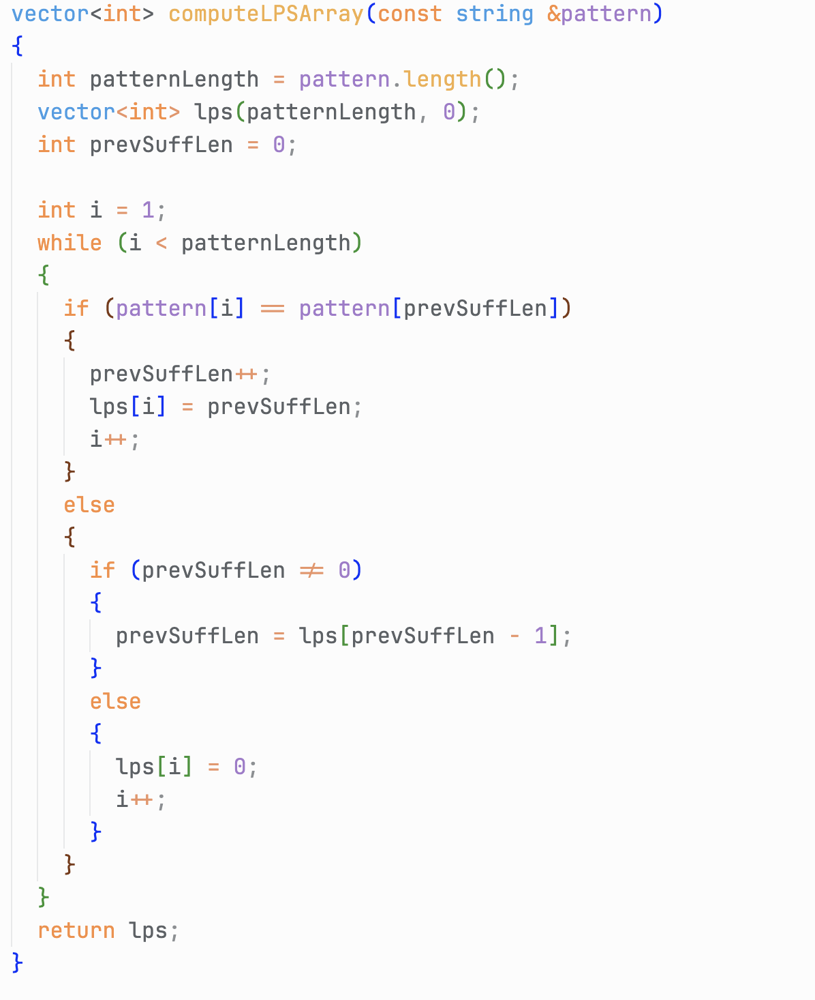 vector<int> computeLPSArray(const string &pattern)
{
  int patternLength = pattern.length();
  vector<int> lps(patternLength, 0);
  int prevSuffLen = 0;

  int i = 1;
  while (i < patternLength)
  {
    if (pattern[i] == pattern[prevSuffLen])
    {
      prevSuffLen++;
      lps[i] = prevSuffLen;
      i++;
    }
    else
    {
      if (prevSuffLen != 0)
      {
        prevSuffLen = lps[prevSuffLen - 1];
      }
      else
      {
        lps[i] = 0;
        i++;
      }
    }
  }
  return lps;
}